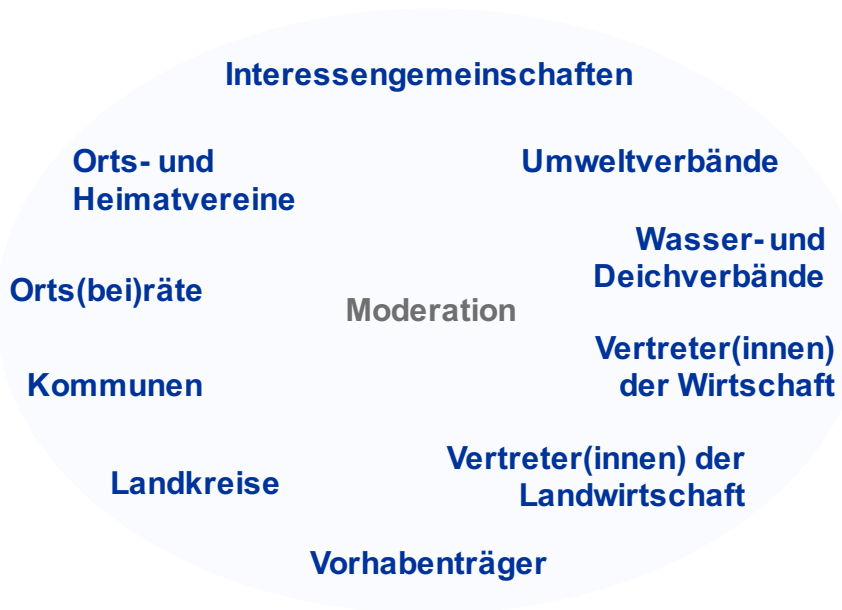 Interessengemeinschaften
Orts- und
Heimatvereine
Umweltverbände
Wasser- und
Deichverbände
Orts(bei)räte
Moderation
Vertreter(innen)
der Wirtschaft
Kommunen
Vertreter(innen) der
Landwirtschaft
Landkreise
Vorhabenträger